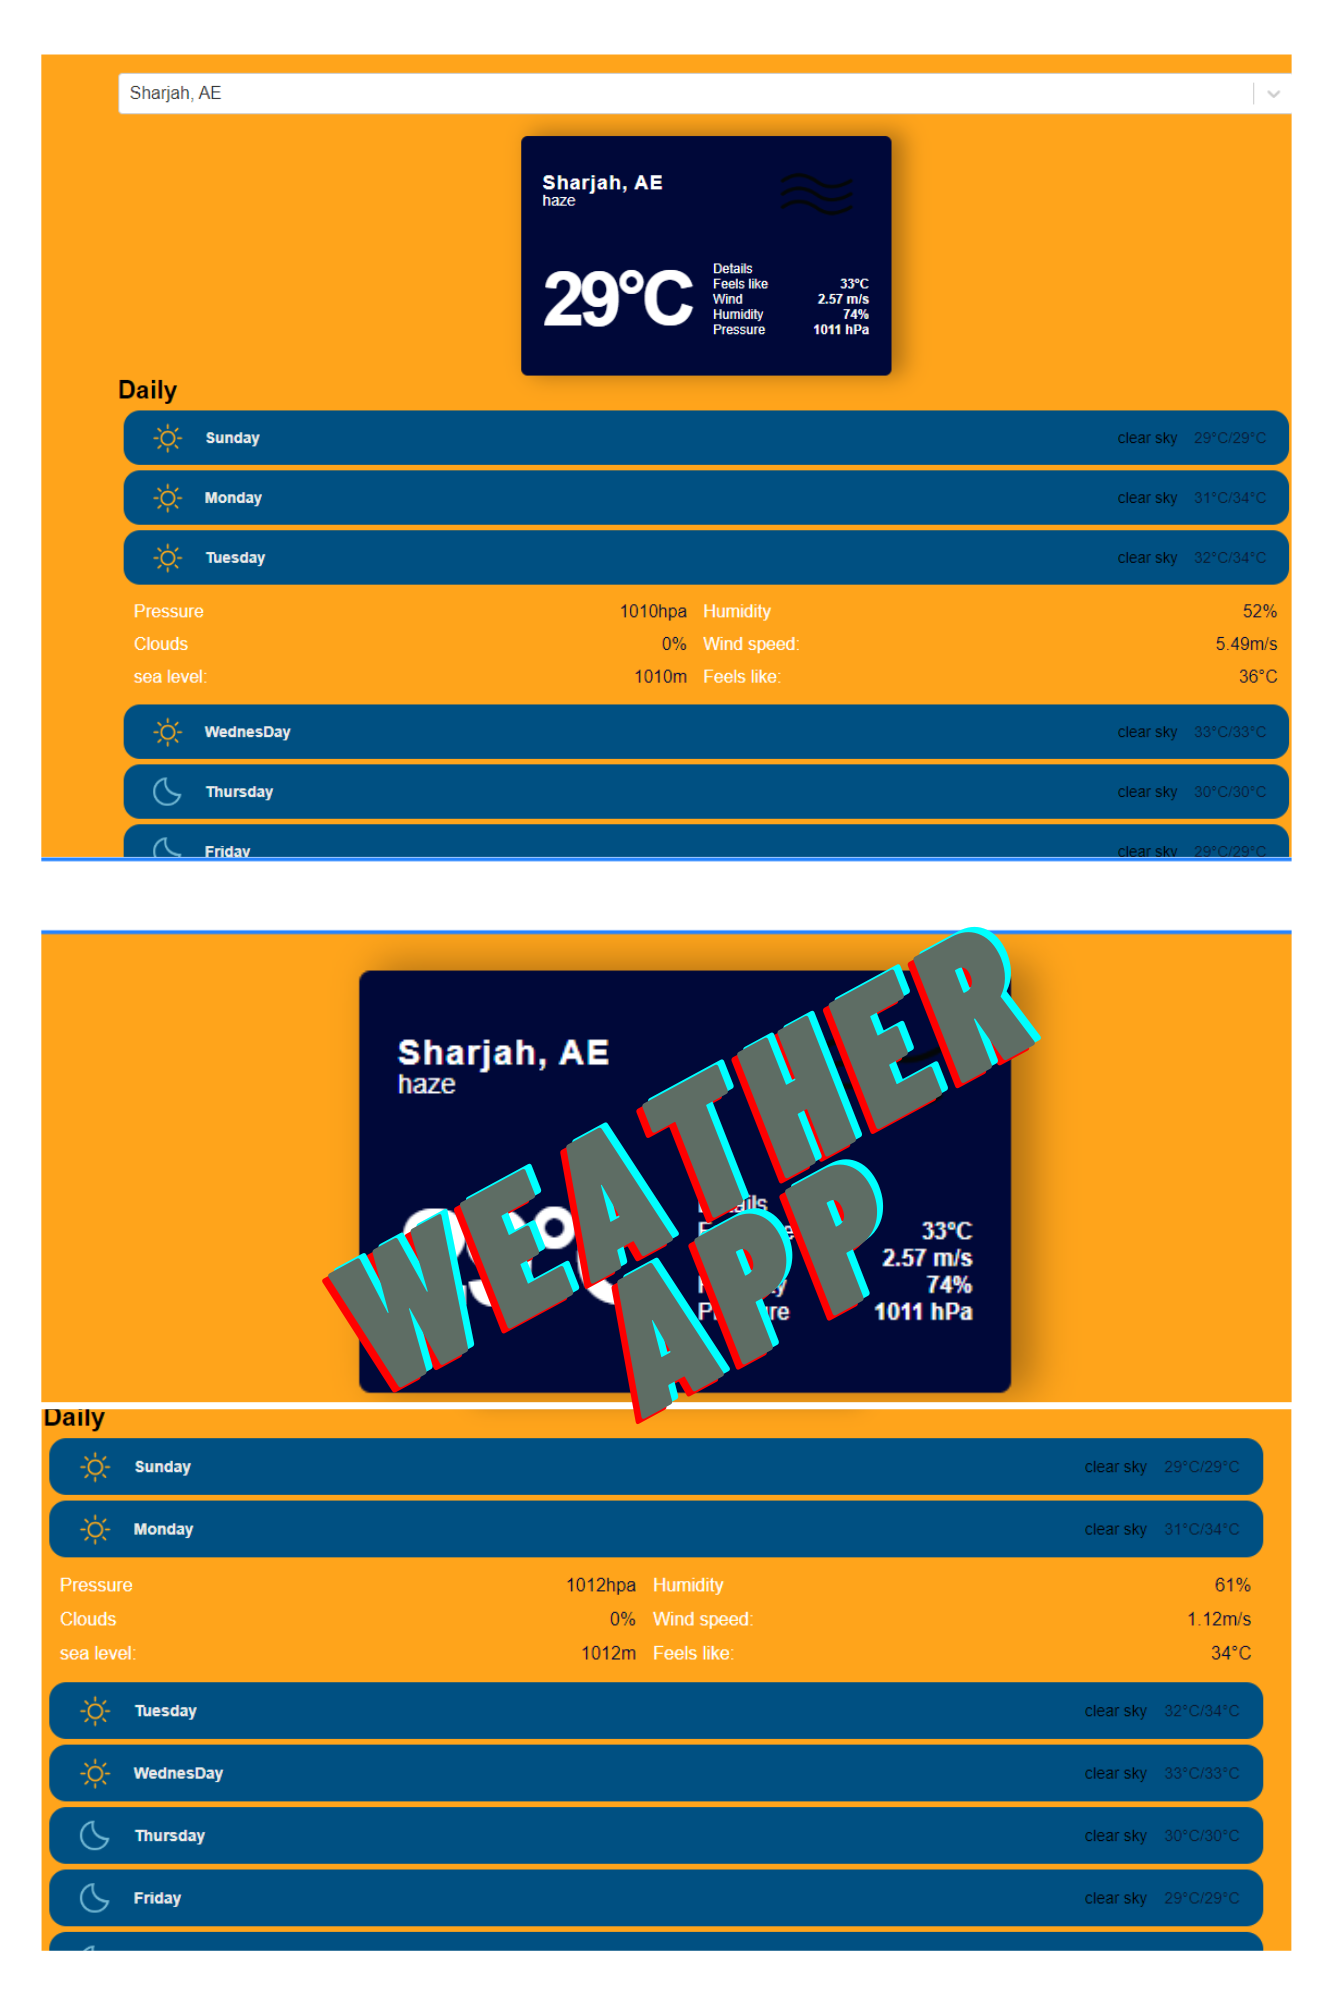 Sharjah, AE
Sharjah, AE
haze
29°C
Details
Feels like 33°C
Wind 2.57 m/s
Humidity 74%
Pressure 1011 hPa
Daily
Sunday clear sky 29°C/29°C
Monday clear sky 31°C/34°C
Tuesday clear sky 32°C/34°C
Pressure 1010hpa Humidity 52%
Clouds 0% Wind speed: 5.49m/s
sea level: 1010m Feels like: 36°C
WednesDay clear sky 33°C/33°C
Thursday clear sky 30°C/30°C
Friday clear sky 29°C/29°C
Sharjah, AE
haze
WEATHER
APP
33°C
2.57 m/s
74%
1011 hPa
Daily
Sunday clear sky 29°C/29°C
Monday clear sky 31°C/34°C
Pressure 1012hpa Humidity 61%
Clouds 0% Wind speed: 1.12m/s
sea level: 1012m Feels like: 34°C
Tuesday clear sky 32°C/34°C
WednesDay clear sky 33°C/33°C
Thursday clear sky 30°C/30°C
Friday clear sky 29°C/29°C